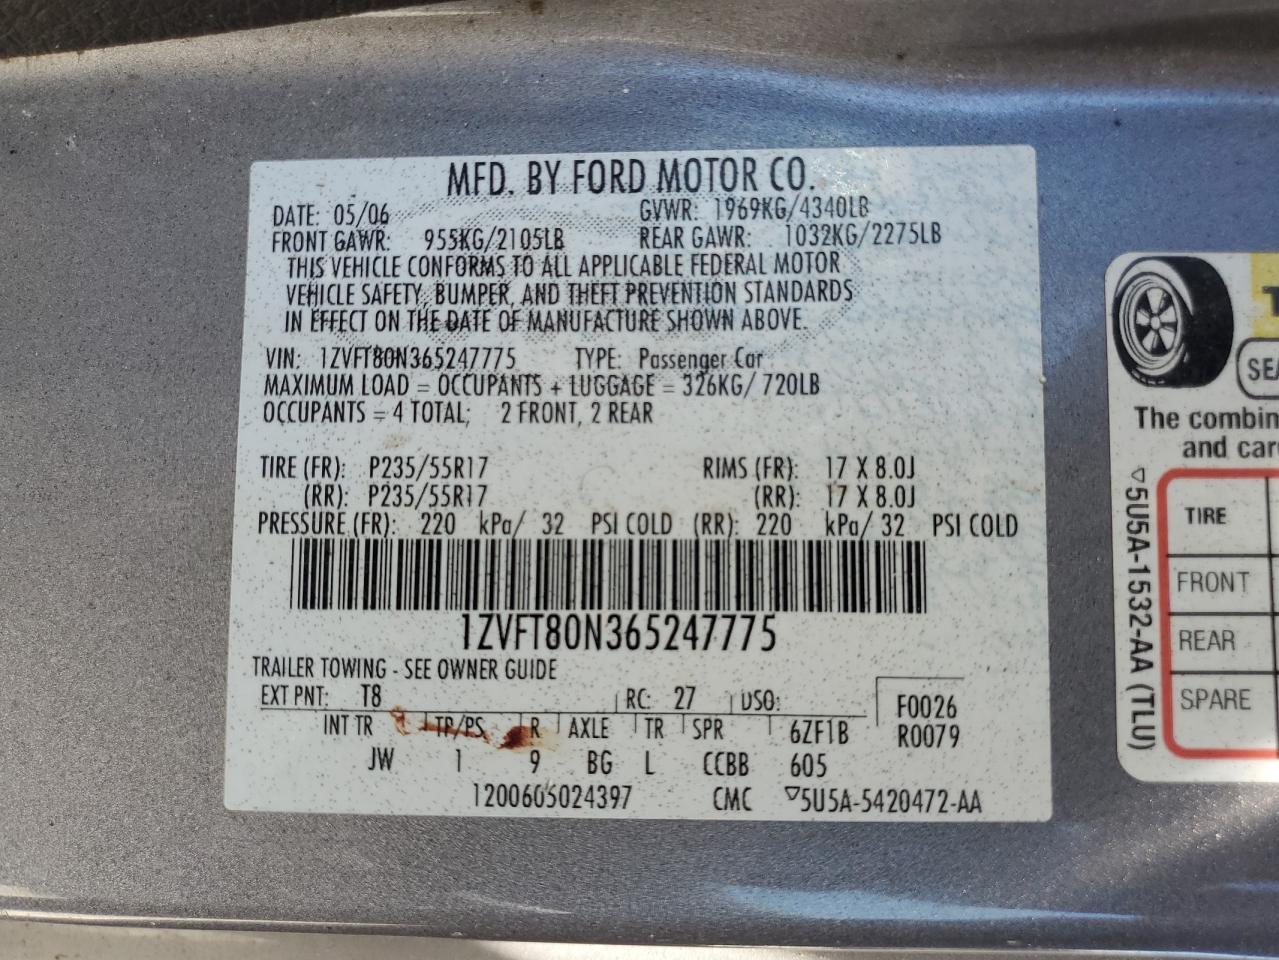 MFD. BY FORD MOTOR CO.
DATE: 05/06 GVWR: 1969KG/4340LB
FRONT GAWR: 955KG/2105LB REAR GAWR: 1032KG/2275LB
THIS VEHICLE CONFORMS TO ALL APPLICABLE FEDERAL MOTOR
VEHICLE SAFETY, BUMPER, AND THEFT PREVENTION STANDARDS
IN EFFECT ON THE DATE OF MANUFACTURE SHOWN ABOVE.
VIN: 1ZVFT80N365247775 TYPE: Passenger Car
MAXIMUM LOAD = OCCUPANTS + LUGGAGE = 326KG/ 720LB
OCCUPANTS = 4 TOTAL; 2 FRONT, 2 REAR
TIRE (FR): P235/55R17 RIMS (FR): 17 X 8.0J
(RR): P235/55R17 (RR): 17 X 8.0J
PRESSURE (FR): 220 kPa/ 32 PSI COLD (RR): 220 kPa/ 32 PSI COLD
1ZVFT80N365247775
TRAILER TOWING - SEE OWNER GUIDE
EXT PNT: T8 RC: 27 DSO: F0026
INT TR TP/PS R AXLE TR SPR 6ZF1B R0079
JW 1 9 BG L CCBB 605
1200605024397 CMC ▽5U5A-5420472-AA
SEA
The combin
and car
TIRE
FRONT
REAR
SPARE
▽5U5A-1532-AA (TLU)